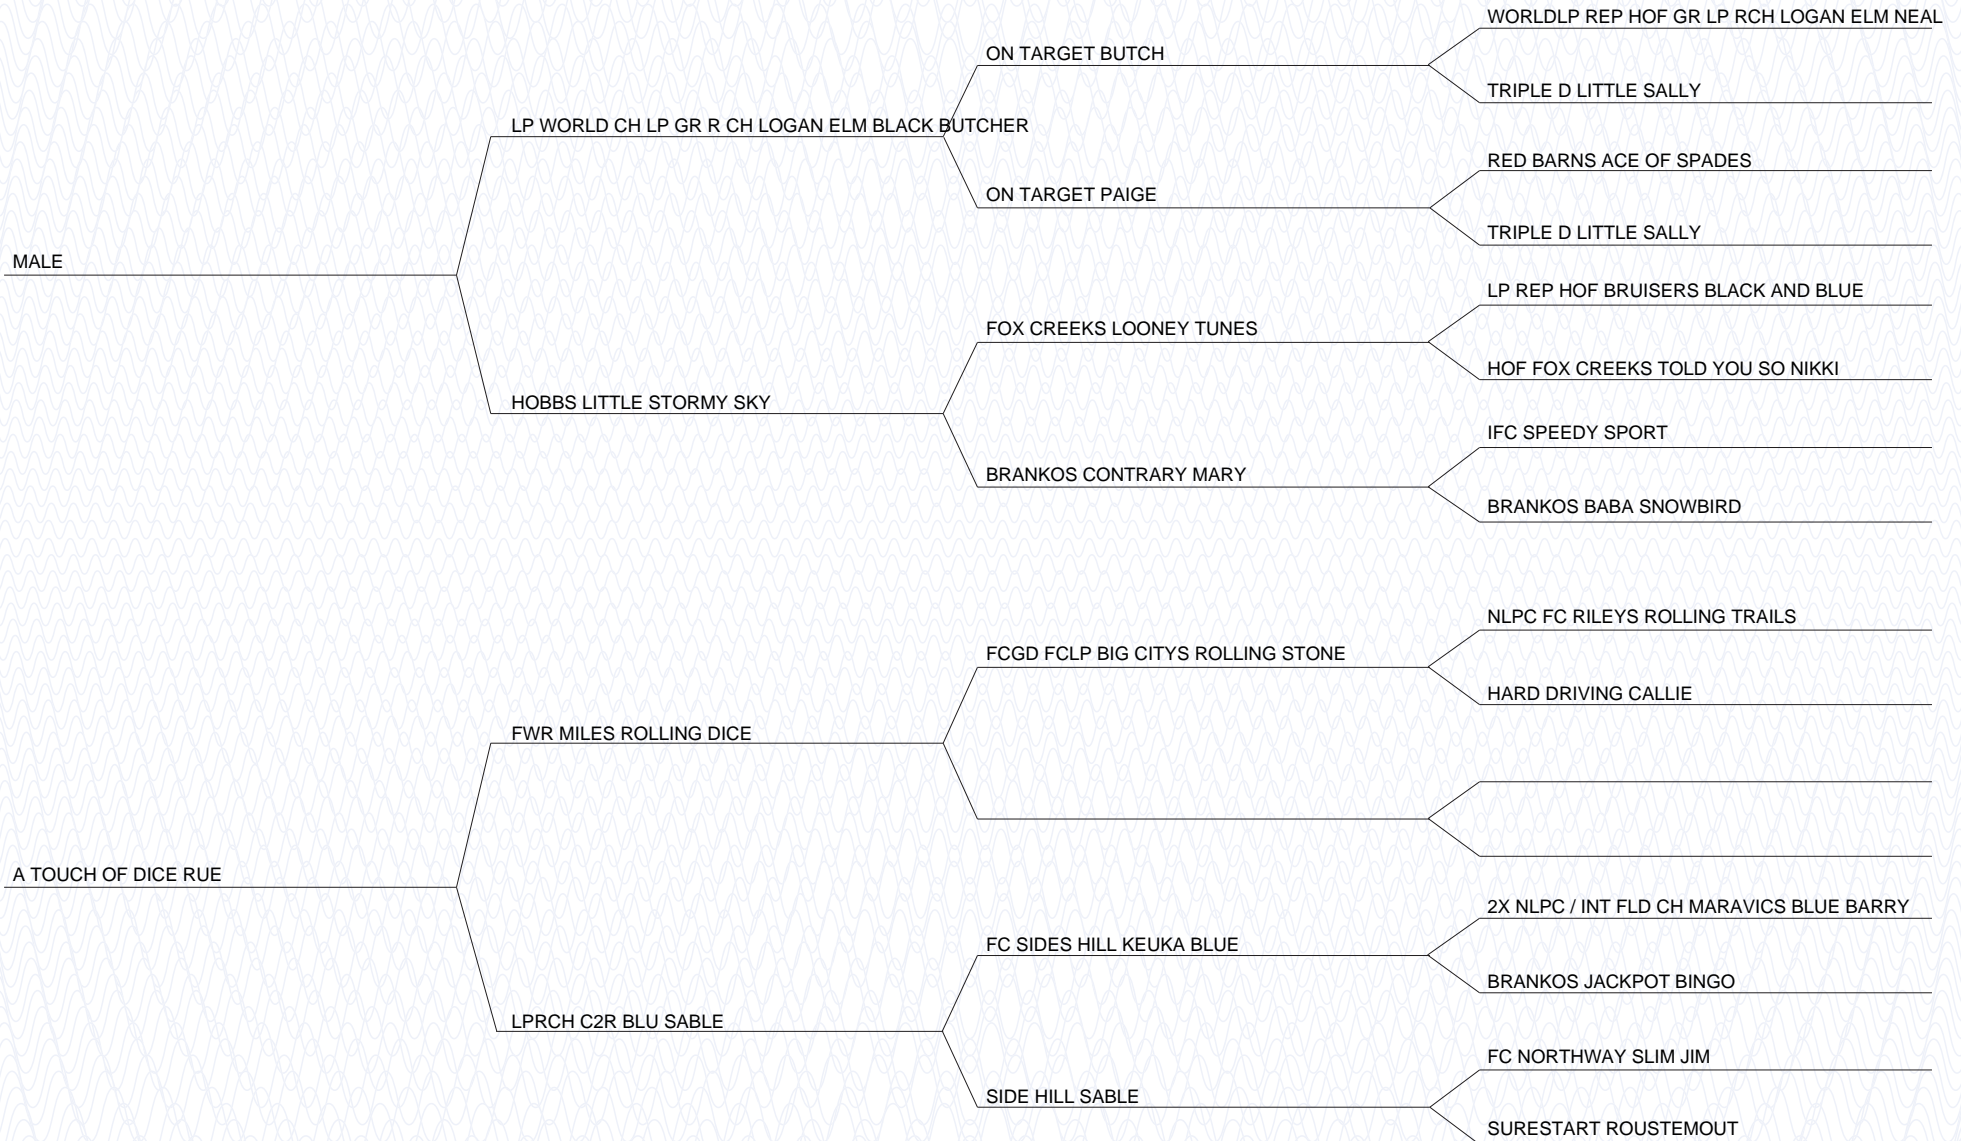 WORLDLP REP HOF GR LP RCH LOGAN ELM NEAL
ON TARGET BUTCH
TRIPLE D LITTLE SALLY
LP WORLD CH LP GR R CH LOGAN ELM BLACK BUTCHER
RED BARNS ACE OF SPADES
ON TARGET PAIGE
TRIPLE D LITTLE SALLY
MALE
LP REP HOF BRUISERS BLACK AND BLUE
FOX CREEKS LOONEY TUNES
HOF FOX CREEKS TOLD YOU SO NIKKI
HOBBS LITTLE STORMY SKY
IFC SPEEDY SPORT
BRANKOS CONTRARY MARY
BRANKOS BABA SNOWBIRD
NLPC FC RILEYS ROLLING TRAILS
FCGD FCLP BIG CITYS ROLLING STONE
HARD DRIVING CALLIE
FWR MILES ROLLING DICE
A TOUCH OF DICE RUE
2X NLPC / INT FLD CH MARAVICS BLUE BARRY
FC SIDES HILL KEUKA BLUE
BRANKOS JACKPOT BINGO
LPRCH C2R BLU SABLE
FC NORTHWAY SLIM JIM
SIDE HILL SABLE
SURESTART ROUSTEMOUT